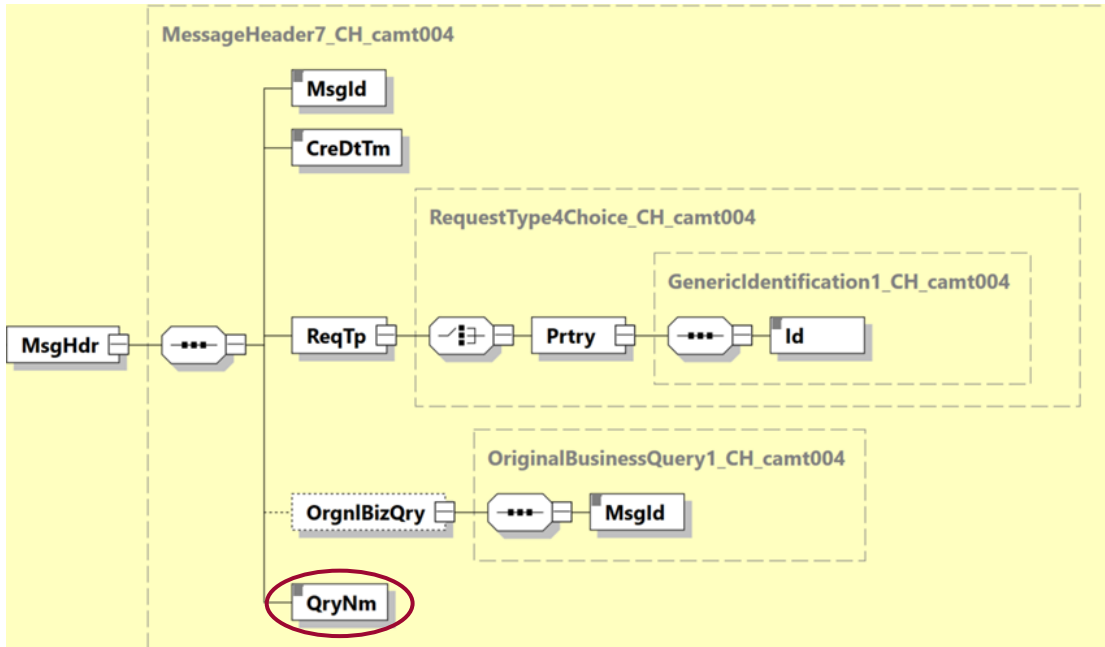 MessageHeader7_CH_camt004
MsgId
CreDtTm
RequestType4Choice_CH_camt004
GenericIdentification1_CH_camt004
MsgHdr
ReqTp
Prtry
Id
OriginalBusinessQuery1_CH_camt004
OrgnlBizQry
MsgId
QryNm